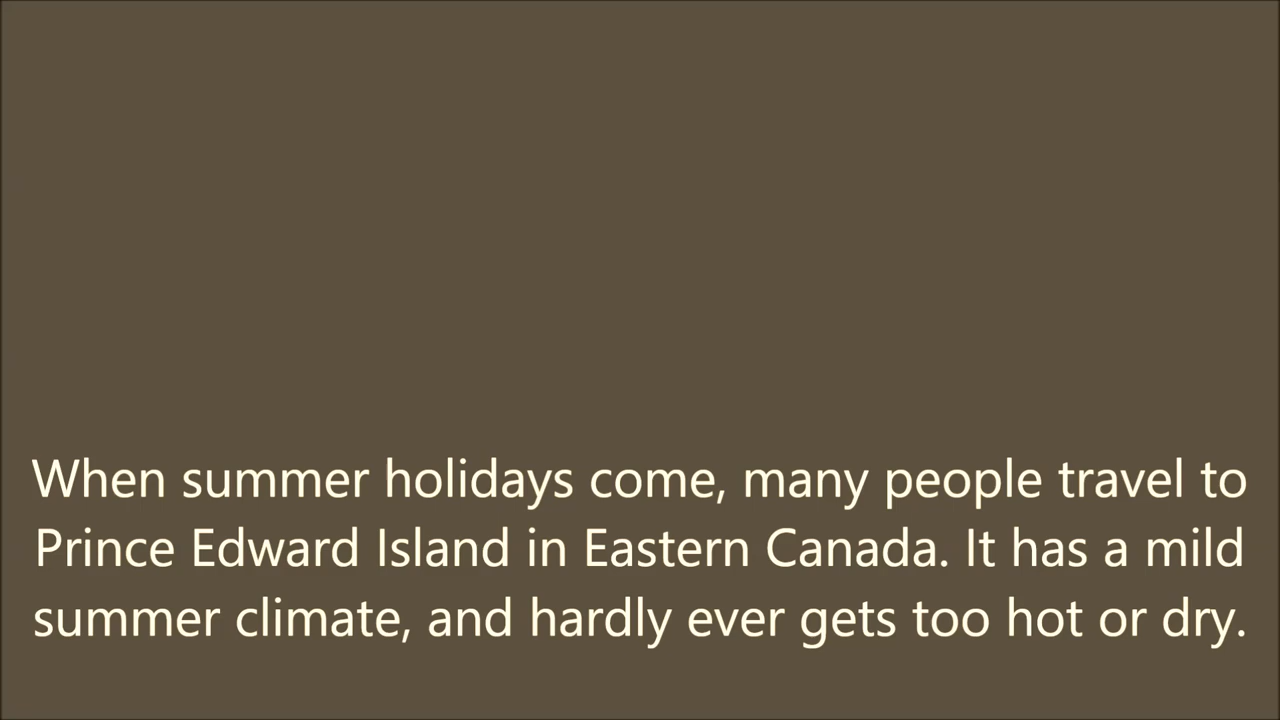 When summer holidays come, many people travel to
Prince Edward Island in Eastern Canada. It has a mild
summer climate, and hardly ever gets too hot or dry.